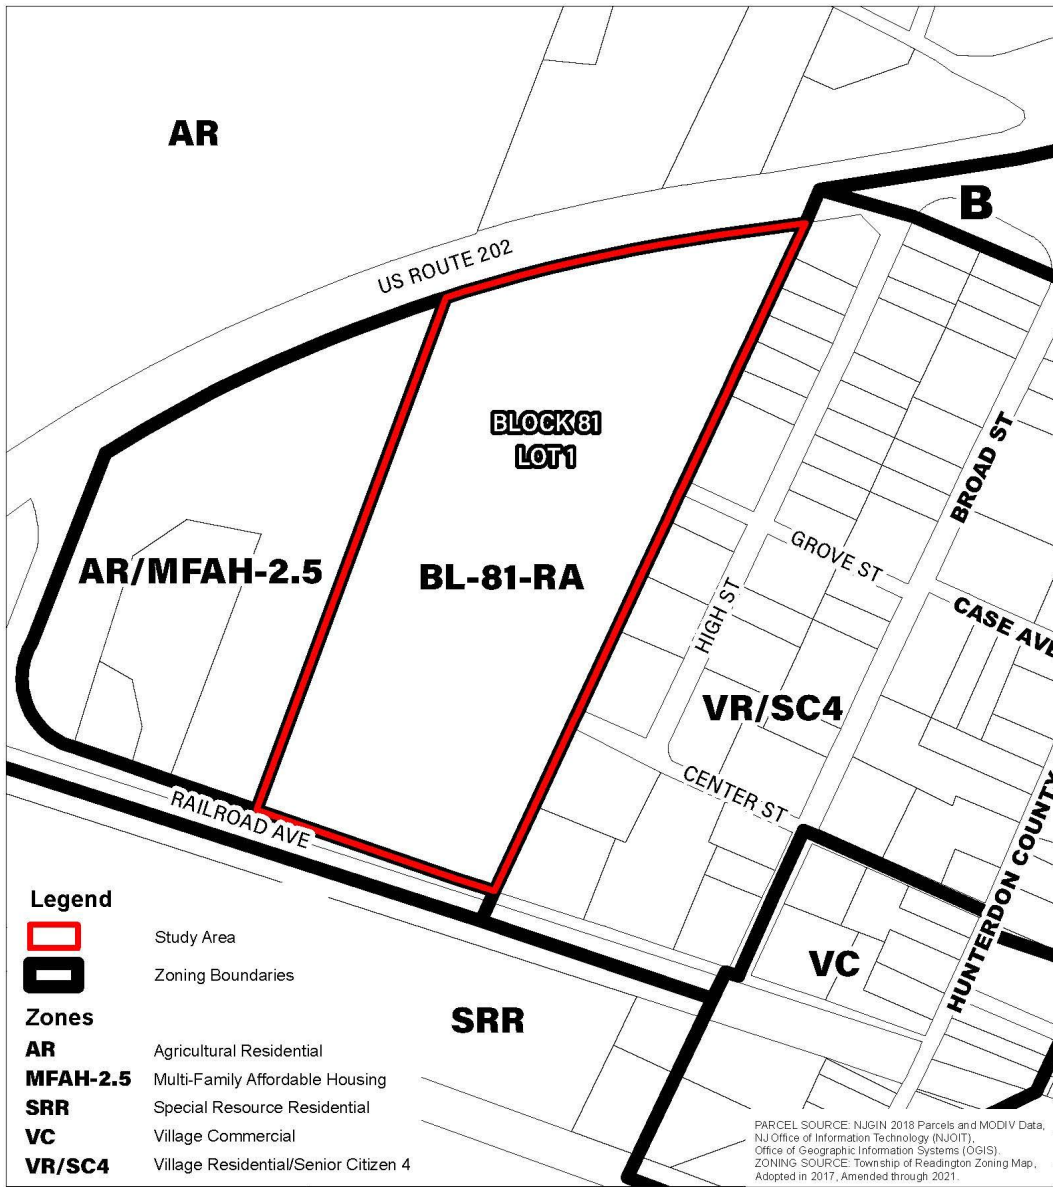 AR
B
US ROUTE 202
BLOCK 81
LOT 1
BROAD ST
GROVE ST
AR/MFAH-2.5
BL-81-RA
HIGH ST
CASE AVE
VR/SC4
CENTER ST
RAILROAD AVE
HUNTERDON COUNTY
VC
SRR
Legend
Study Area
Zoning Boundaries
Zones
AR Agricultural Residential
MFAH-2.5 Multi-Family Affordable Housing
SRR Special Resource Residential
VC Village Commercial
VR/SC4 Village Residential/Senior Citizen 4
PARCEL SOURCE: NJGIN 2018 Parcels and MODIV Data,
NJ Office of Information Technology (NJOIT),
Office of Geographic Information Systems (OGIS).
ZONING SOURCE: Township of Readington Zoning Map,
Adopted in 2017, Amended through 2021.